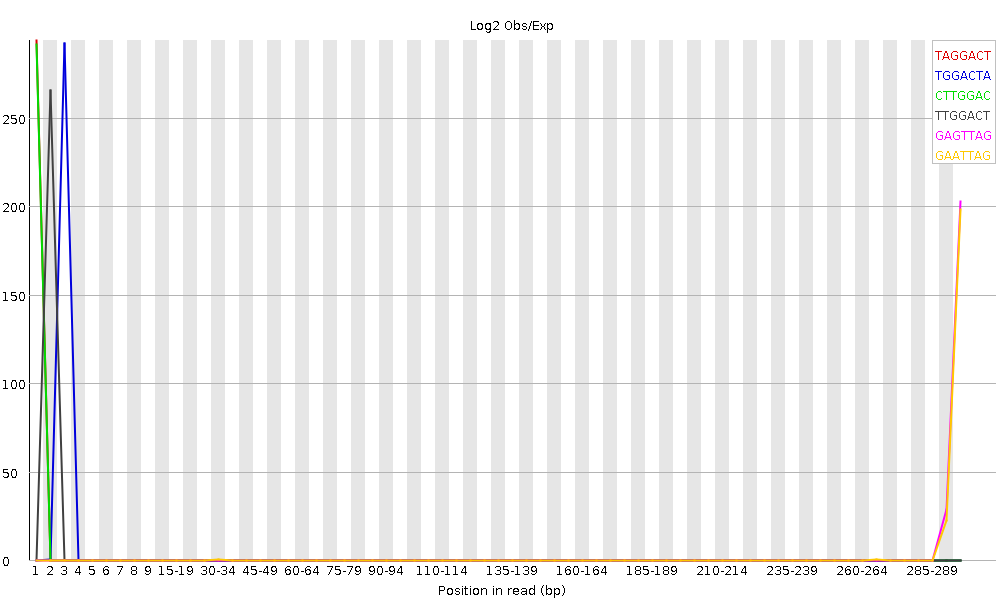 Log2 Obs/Exp
TAGGACT
TGGACTA
CTTGGAC
TTGGACT
GAGTTAG
GAATTAG
250
200
150
100
50
0
1 2 3 4 5 6 7 8 9 15-19 30-34 45-49 60-64 75-79 90-94 110-114 135-139 160-164 185-189 210-214 235-239 260-264 285-289
Position in read (bp)